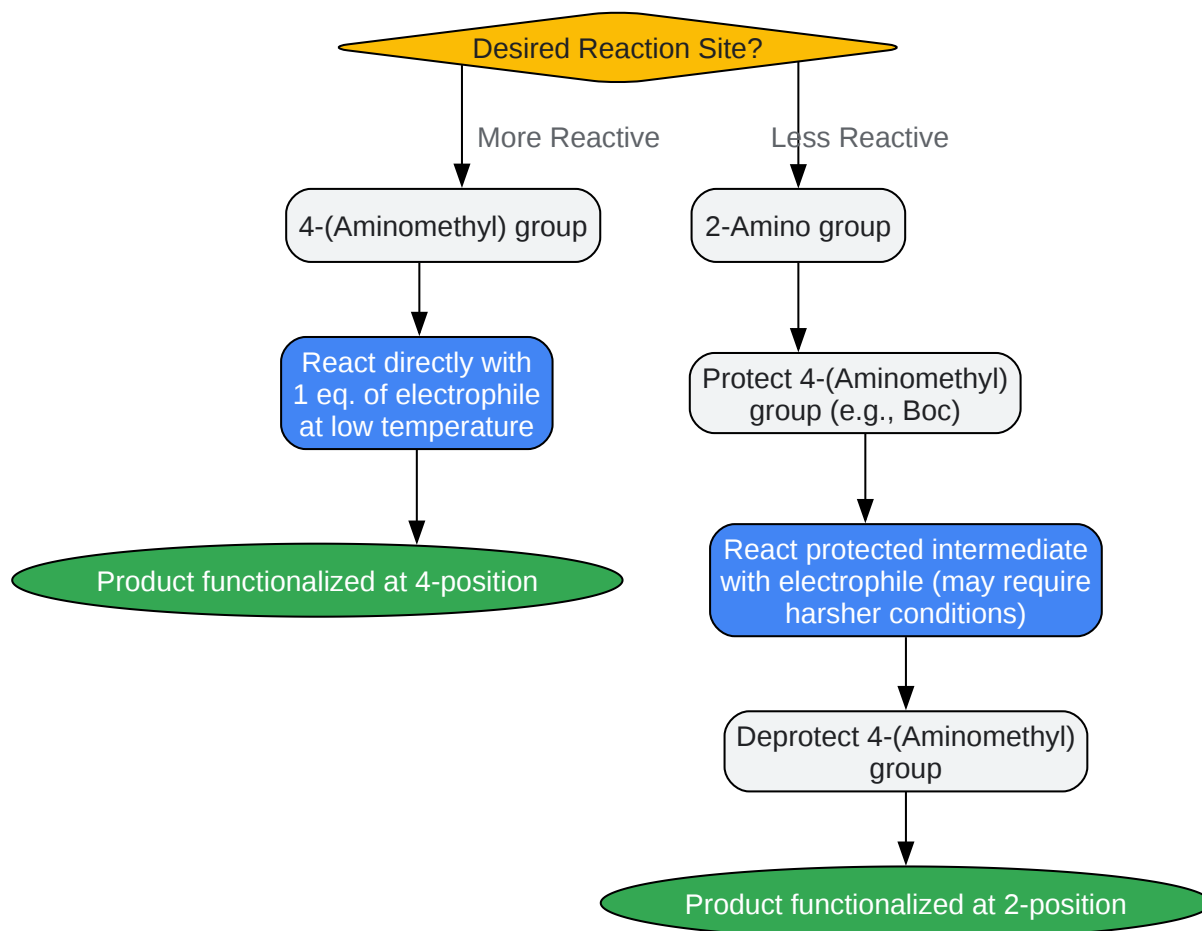 Desired Reaction Site?
More Reactive
Less Reactive
4-(Aminomethyl) group
2-Amino group
React directly with
1 eq. of electrophile
at low temperature
Protect 4-(Aminomethyl)
group (e.g., Boc)
Product functionalized at 4-position
React protected intermediate
with electrophile (may require
harsher conditions)
Deprotect 4-(Aminomethyl)
group
Product functionalized at 2-position